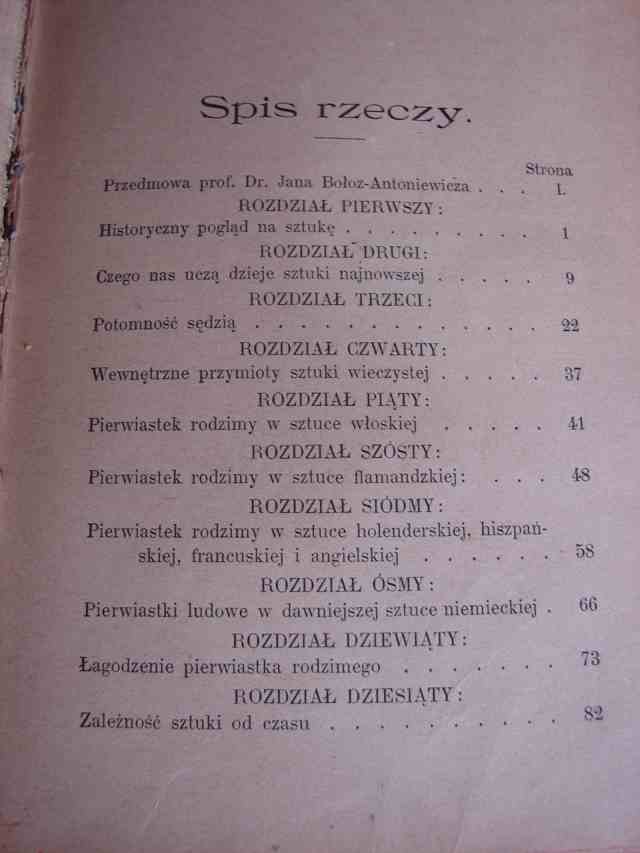 Spis rzeczy.
Strona
Przedmowa prof. Dr. Jana Bołoz-Antoniewicza . . . I.
ROZDZIAŁ PIERWSZY:
Historyczny pogląd na sztukę . . . . . . . . . 1
ROZDZIAŁ DRUGI:
Czego nas uczą dzieje sztuki najnowszej . . . . . 9
ROZDZIAŁ TRZECI:
Potomność sędzią . . . . . . . . . . . . . 22
ROZDZIAŁ CZWARTY:
Wewnętrzne przymioty sztuki wieczystej . . . . . 37
ROZDZIAŁ PIĄTY:
Pierwiastek rodzimy w sztuce włoskiej . . . . . 41
ROZDZIAŁ SZÓSTY:
Pierwiastek rodzimy w sztuce flamandzkiej: . . . 48
ROZDZIAŁ SIÓDMY:
Pierwiastek rodzimy w sztuce holenderskiej, hiszpań-
skiej, francuskiej i angielskiej . . . . . . 58
ROZDZIAŁ ÓSMY:
Pierwiastki ludowe w dawniejszej sztuce niemieckiej . 66
ROZDZIAŁ DZIEWIĄTY:
Łagodzenie pierwiastka rodzimego . . . . . . . 73
ROZDZIAŁ DZIESIĄTY:
Zależność sztuki od czasu . . . . . . . . . . 82